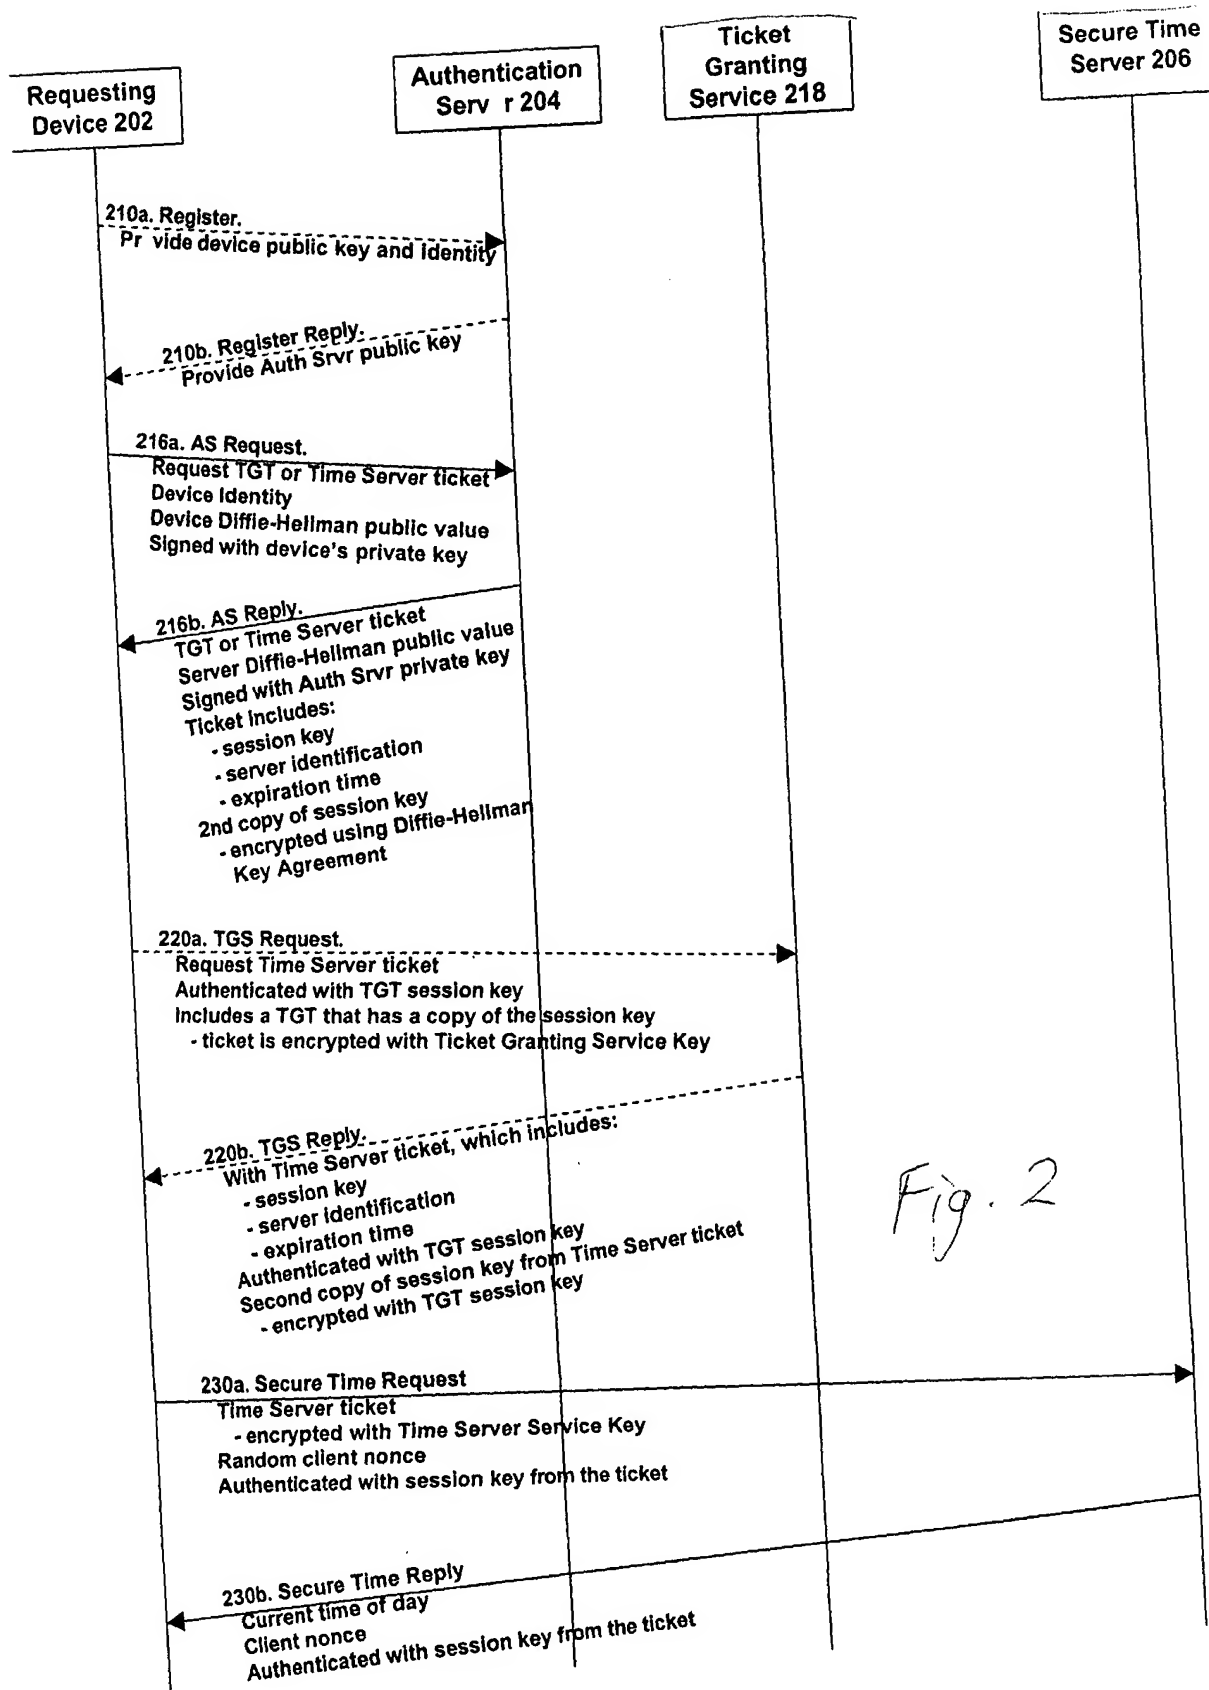 Requesting
Device 202
Authentication
Serv r 204
Ticket
Granting
Service 218
Secure Time
Server 206
210a. Register.
Pr vide device public key and identity
210b. Register Reply.
Provide Auth Srvr public key
216a. AS Request.
Request TGT or Time Server ticket
Device Identity
Device Diffie-Hellman public value
Signed with device's private key
216b. AS Reply.
TGT or Time Server ticket
Server Diffie-Hellman public value
Signed with Auth Srvr private key
Ticket includes:
- session key
- server identification
- expiration time
2nd copy of session key
- encrypted using Diffie-Hellman
Key Agreement
220a. TGS Request.
Request Time Server ticket
Authenticated with TGT session key
Includes a TGT that has a copy of the session key
- ticket is encrypted with Ticket Granting Service Key
220b. TGS Reply.
With Time Server ticket, which includes:
- session key
- server identification
- expiration time
Authenticated with TGT session key
Second copy of session key from Time Server ticket
- encrypted with TGT session key
Fig. 2
230a. Secure Time Request
Time Server ticket
- encrypted with Time Server Service Key
Random client nonce
Authenticated with session key from the ticket
230b. Secure Time Reply
Current time of day
Client nonce
Authenticated with session key from the ticket